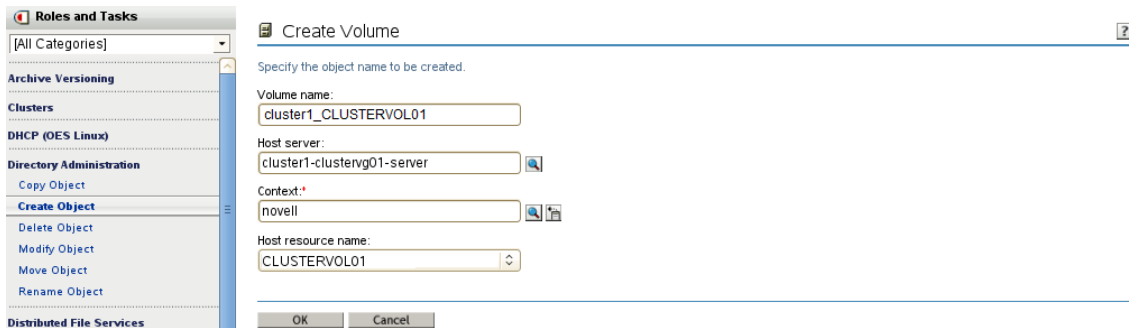 Roles and Tasks
[All Categories]
Archive Versioning
Clusters
DHCP (OES Linux)
Directory Administration
Copy Object
Create Object
Delete Object
Modify Object
Move Object
Rename Object
Distributed File Services
Create Volume
?
Specify the object name to be created.
Volume name:
cluster1_CLUSTERVOL01
Host server:
cluster1-clustervg01-server
Context:*
novell
Host resource name:
CLUSTERVOL01
OK Cancel